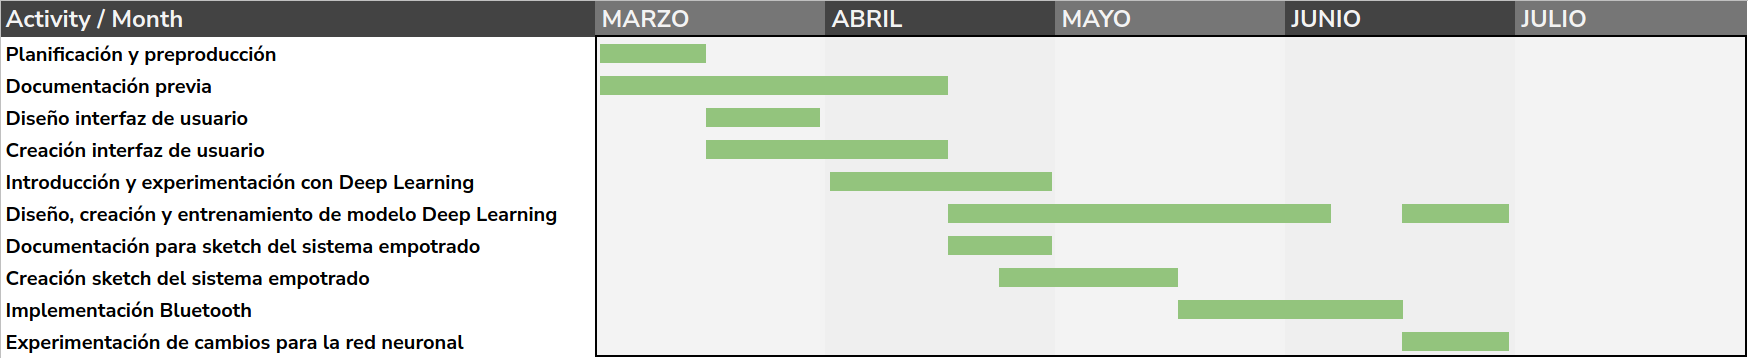 Activity / Month MARZO ABRIL MAYO JUNIO JULIO
Planificación y preproducción
Documentación previa
Diseño interfaz de usuario
Creación interfaz de usuario
Introducción y experimentación con Deep Learning
Diseño, creación y entrenamiento de modelo Deep Learning
Documentación para sketch del sistema empotrado
Creación sketch del sistema empotrado
Implementación Bluetooth
Experimentación de cambios para la red neuronal